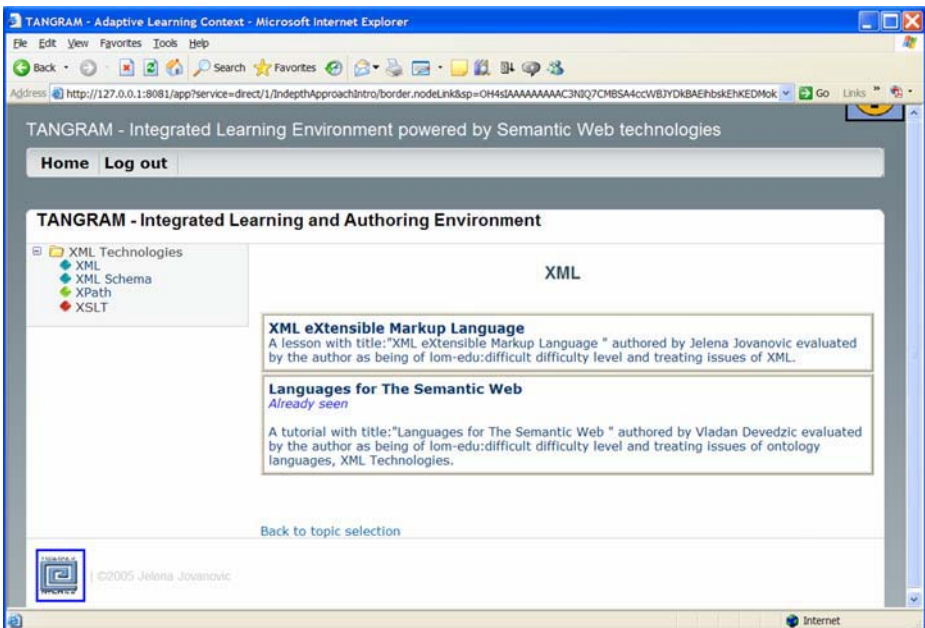 TANGRAM - Adaptive Learning Context - Microsoft Internet Explorer
File Edit View Favorites Tools Help
Back Search Favorites
Address http://127.0.0.1:8081/app?service=direct/1/IndepthApproachIntro/border.nodeLink&sp= Go Links »
TANGRAM - Integrated Learning Environment powered by Semantic Web technologies
Home Log out
TANGRAM - Integrated Learning and Authoring Environment
XML Technologies
XML
XML Schema
XPath
XSLT
XML
XML eXtensible Markup Language
A lesson with title:"XML eXtensible Markup Language " authored by Jelena Jovanovic evaluated
by the author as being of lom-edu:difficult difficulty level and treating issues of XML.
Languages for The Semantic Web
Already seen
A tutorial with title:"Languages for The Semantic Web " authored by Vladan Devedzic evaluated
by the author as being of lom-edu:difficult difficulty level and treating issues of ontology
languages, XML Technologies.
Back to topic selection
| ©2005 Jelena Jovanovic
Internet